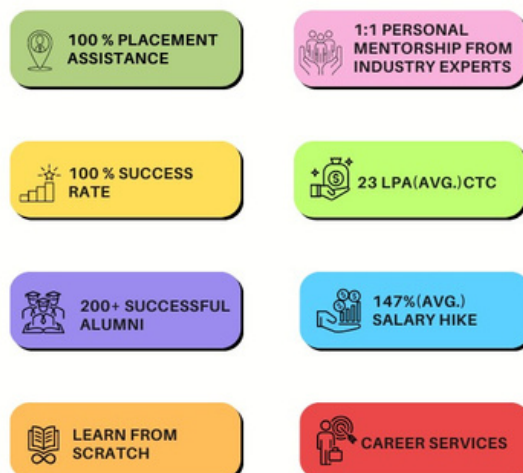 100 % PLACEMENT
ASSISTANCE
1:1 PERSONAL
MENTORSHIP FROM
INDUSTRY EXPERTS
100 % SUCCESS
RATE
23 LPA(AVG.)CTC
200+ SUCCESSFUL
ALUMNI
147%(AVG.)
SALARY HIKE
LEARN FROM
SCRATCH
CAREER SERVICES